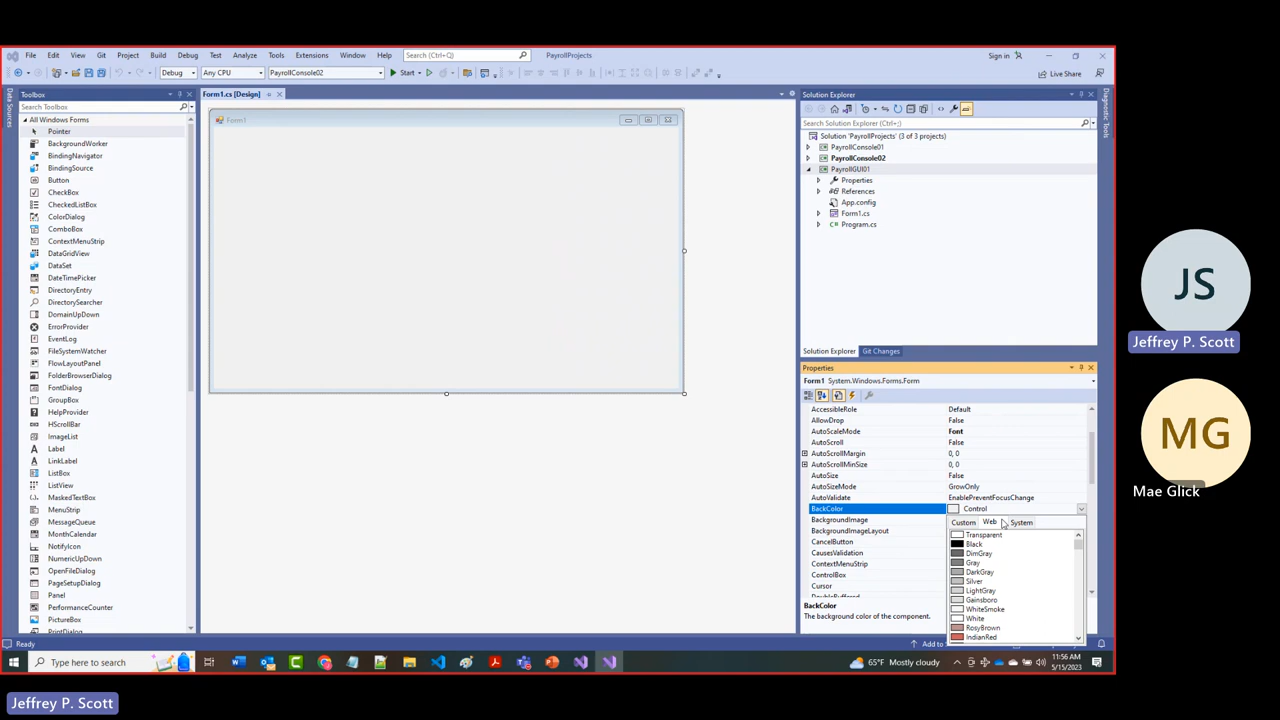 File Edit View Git Project Build Debug Test Analyze Tools Extensions Window Help Search (Ctrl+Q) PayrollProjects Sign in
Debug Any CPU PayrollConsole02 Start Live Share
Data Sources
Toolbox
Search Toolbox
All Windows Forms
Pointer
BackgroundWorker
BindingNavigator
BindingSource
Button
CheckBox
CheckedListBox
ColorDialog
ComboBox
ContextMenuStrip
DataGridView
DataSet
DateTimePicker
DirectoryEntry
DirectorySearcher
DomainUpDown
ErrorProvider
EventLog
FileSystemWatcher
FlowLayoutPanel
FolderBrowserDialog
FontDialog
GroupBox
HelpProvider
HScrollBar
ImageList
Label
LinkLabel
ListBox
ListView
MaskedTextBox
MenuStrip
MessageQueue
MonthCalendar
NotifyIcon
NumericUpDown
OpenFileDialog
PageSetupDialog
Panel
PerformanceCounter
PictureBox
PrintDialog
Form1.cs [Design]
Form1
Solution Explorer
Search Solution Explorer (Ctrl+;)
Solution 'PayrollProjects' (3 of 3 projects)
PayrollConsole01
PayrollConsole02
PayrollGUI01
Properties
References
App.config
Form1.cs
Program.cs
Solution Explorer Git Changes
Diagnostic Tools
Properties
Form1 System.Windows.Forms.Form
AccessibleRole Default
AllowDrop False
AutoScaleMode Font
AutoScroll False
AutoScrollMargin 0, 0
AutoScrollMinSize 0, 0
AutoSize False
AutoSizeMode GrowOnly
AutoValidate EnablePreventFocusChange
BackColor Control
BackgroundImage
BackgroundImageLayout
CancelButton
CausesValidation
ContextMenuStrip
ControlBox
Cursor
DoubleBuffered
Custom Web System
Transparent
Black
DimGray
Gray
DarkGray
Silver
LightGray
Gainsboro
WhiteSmoke
White
RosyBrown
IndianRed
BackColor
The background color of the component.
Ready
Add to
Type here to search
65°F Mostly cloudy
11:56 AM
5/15/2023
JS
Jeffrey P. Scott
MG
Mae Glick
Jeffrey P. Scott